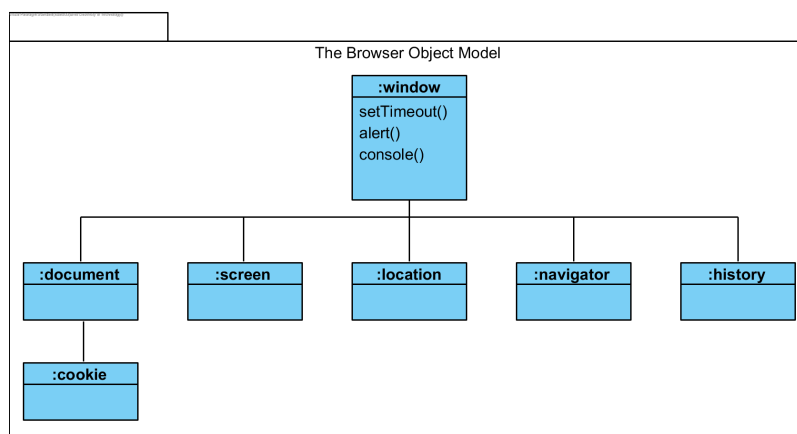 The Browser Object Model
:window
setTimeout()
alert()
console()
:document
:screen
:location
:navigator
:history
:cookie